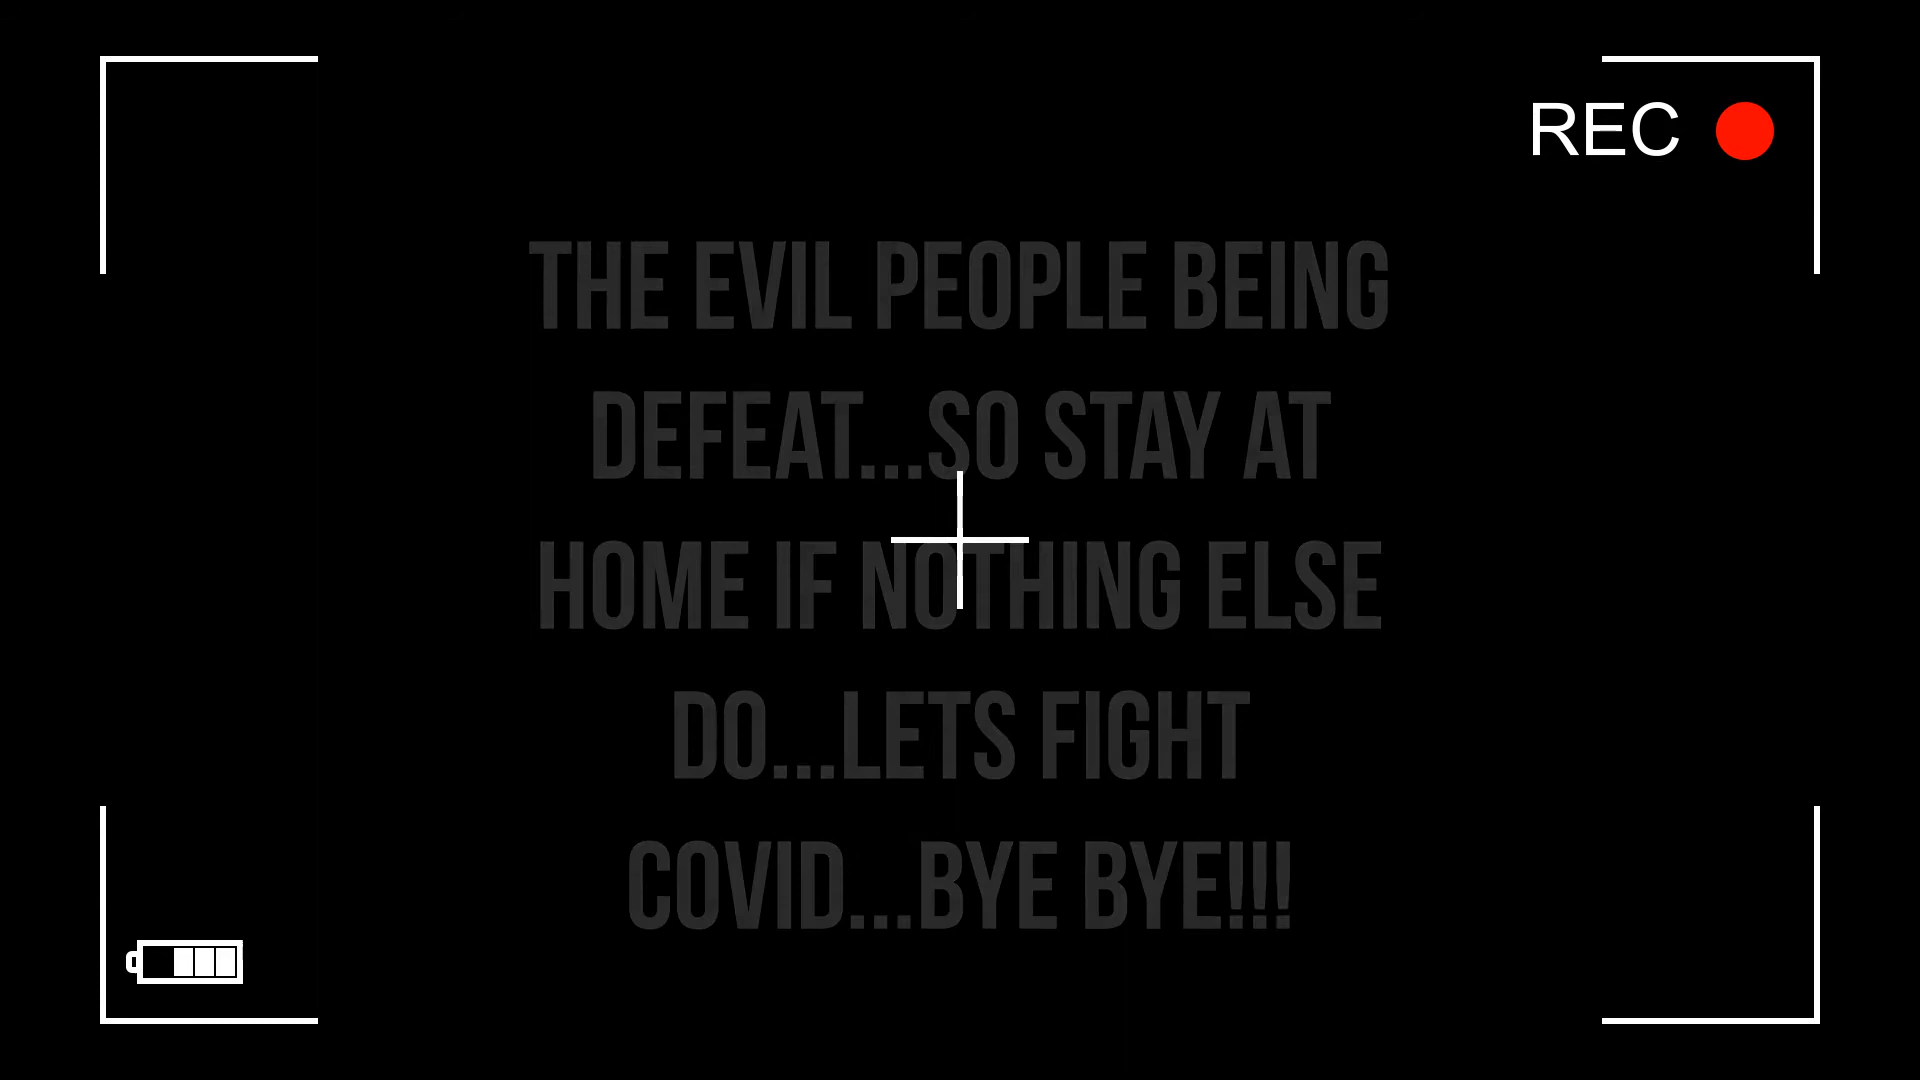 REC
THE EVIL PEOPLE BEING
DEFEAT...SO STAY AT
HOME IF NOTHING ELSE
DO...LETS FIGHT
COVID...BYE BYE!!!